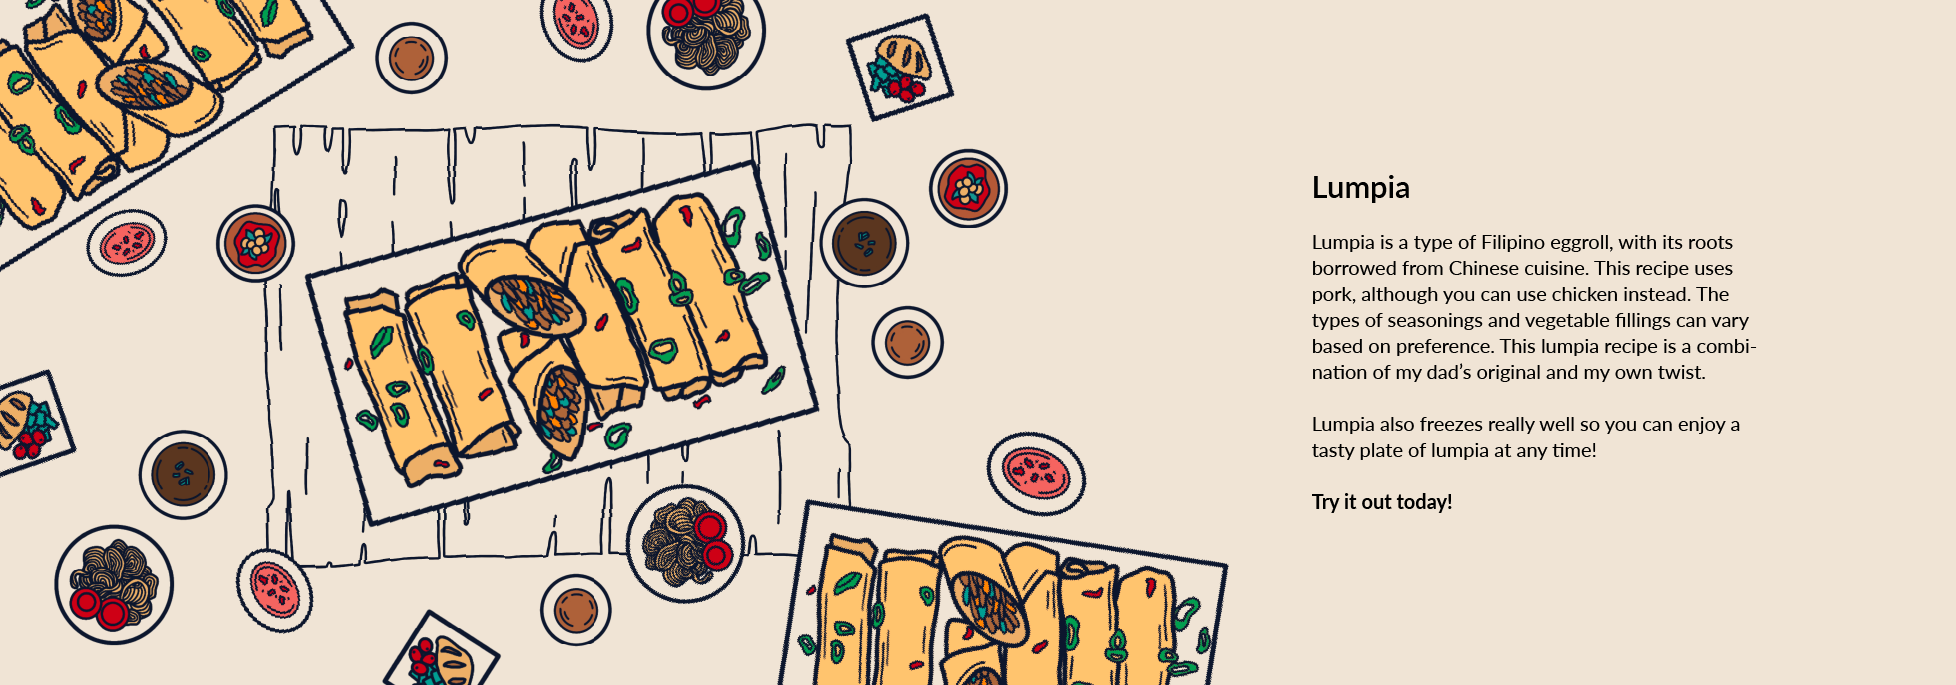 Lumpia
Lumpia is a type of Filipino eggroll, with its roots
borrowed from Chinese cuisine. This recipe uses
pork, although you can use chicken instead. The
types of seasonings and vegetable fillings can vary
based on preference. This lumpia recipe is a combi-
nation of my dad’s original and my own twist.
Lumpia also freezes really well so you can enjoy a
tasty plate of lumpia at any time!
Try it out today!